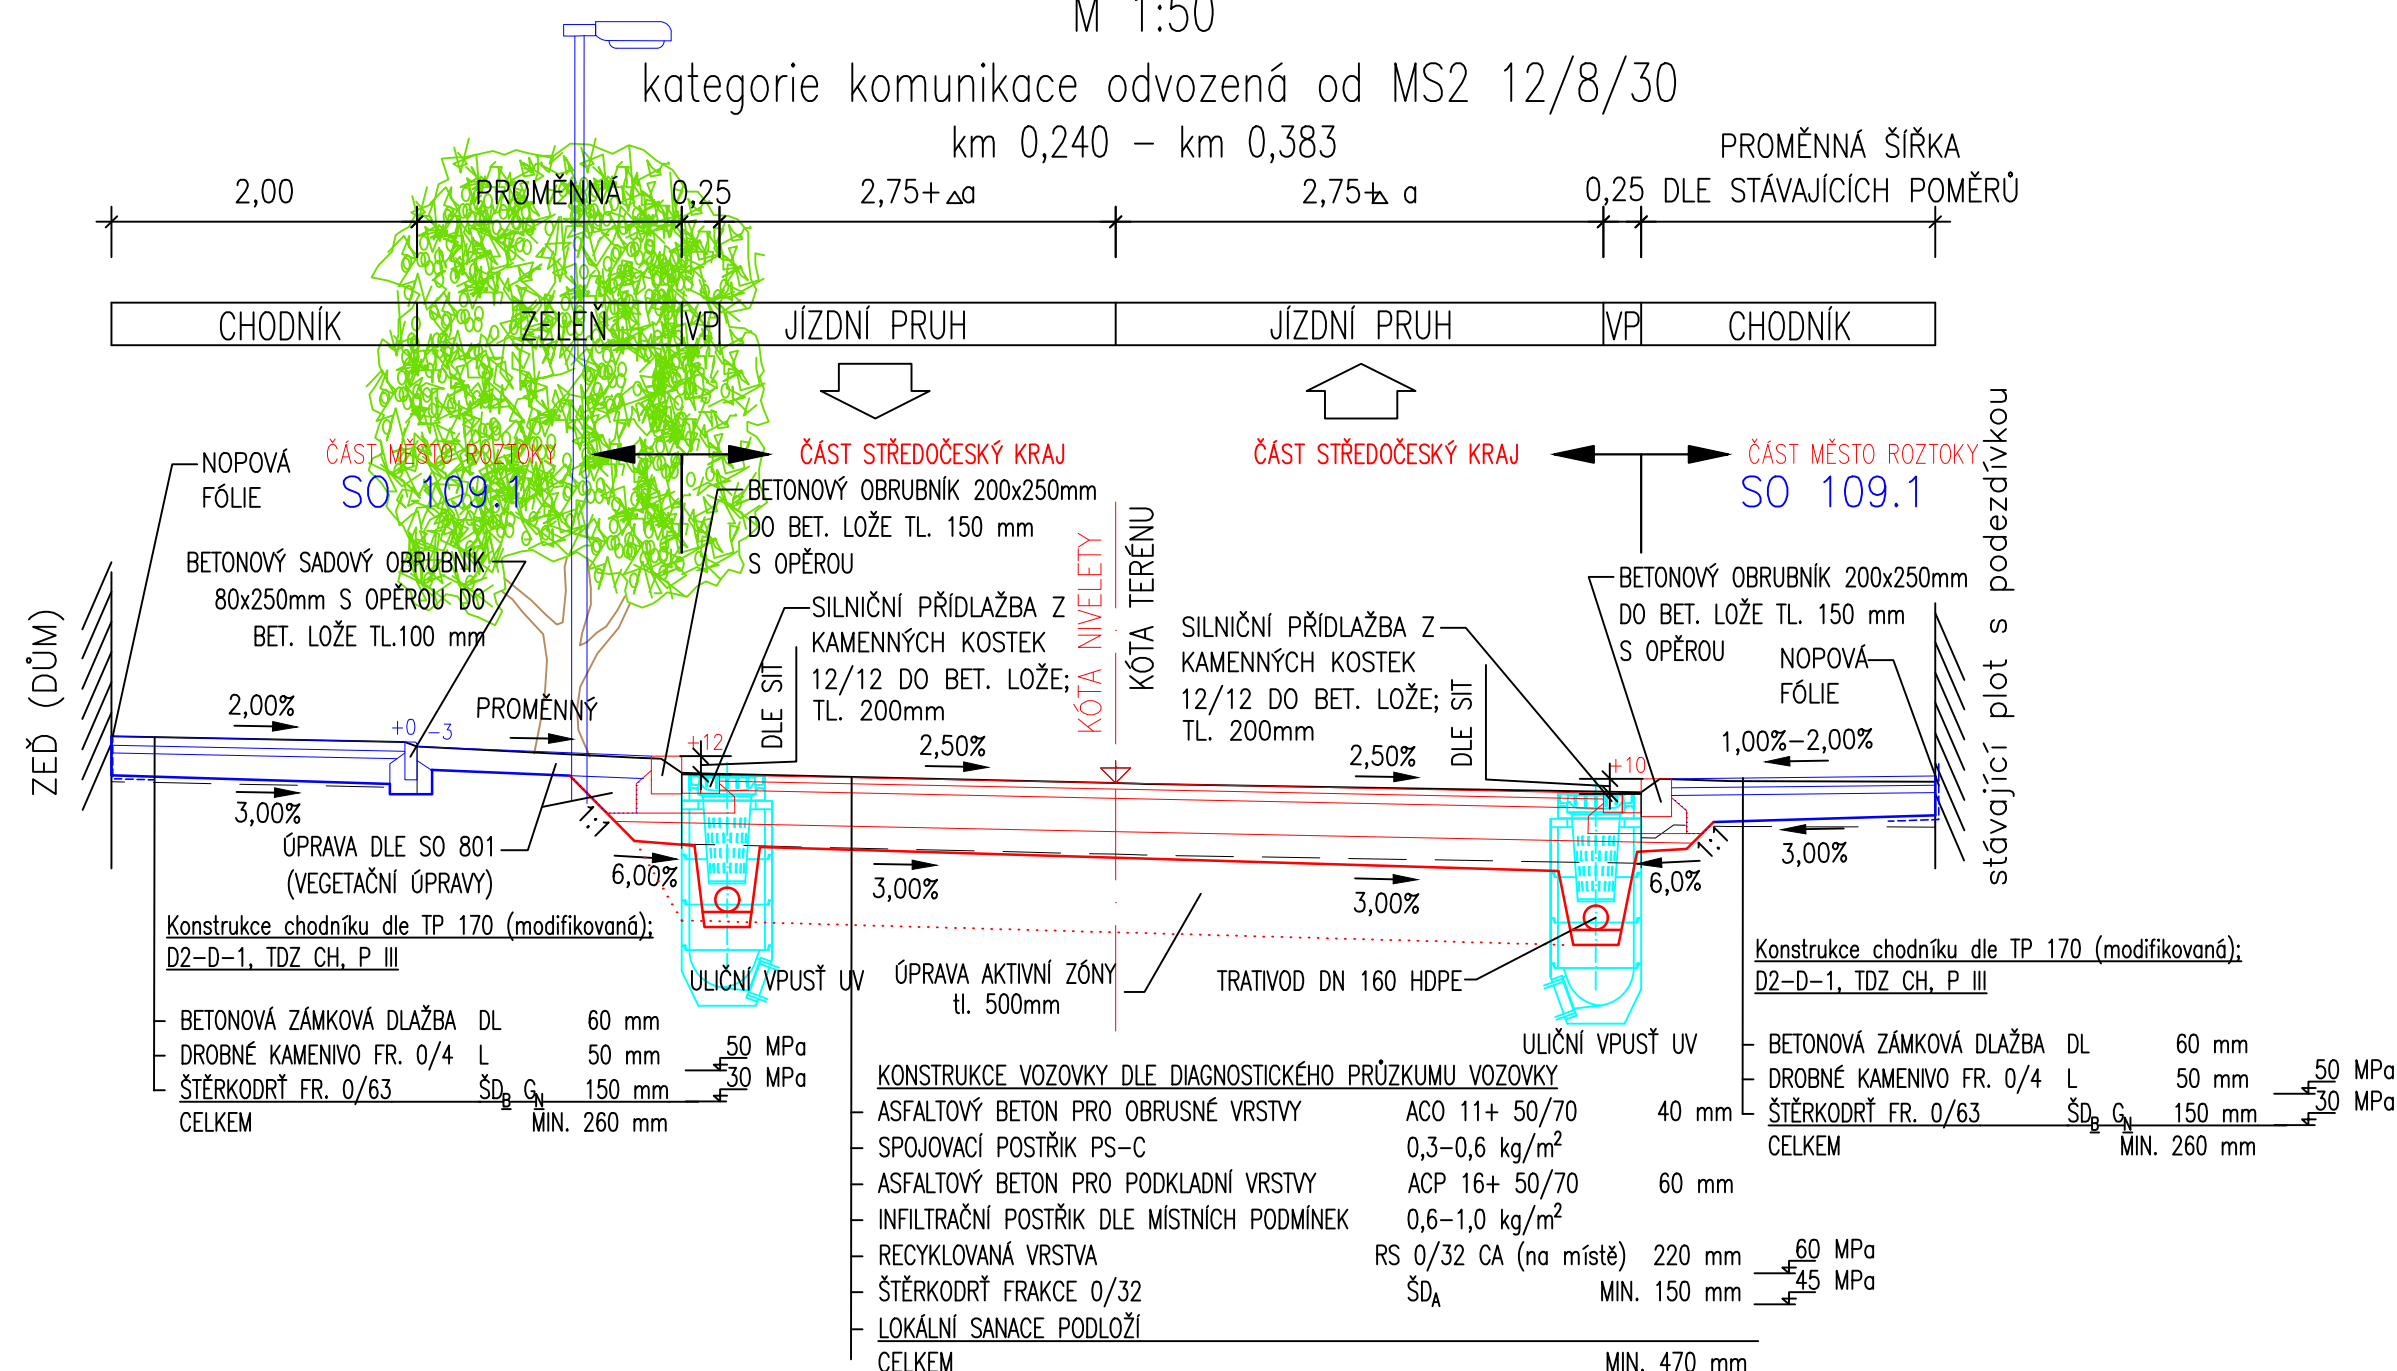 M 1:50
kategorie komunikace odvozená od MS2 12/8/30
km 0,240 – km 0,383
PROMĚNNÁ ŠÍŘKA
DLE STÁVAJÍCÍCH POMĚRŮ
2,00
PROMĚNNÁ
0,25
2,75+△a
2,75+△ a
0,25
CHODNÍK
ZELEŇ
VP
JÍZDNÍ PRUH
JÍZDNÍ PRUH
VP
CHODNÍK
ČÁST MĚSTO ROZTOKY
SO 109.1
ČÁST STŘEDOČESKÝ KRAJ
ČÁST STŘEDOČESKÝ KRAJ
ČÁST MĚSTO ROZTOKY
SO 109.1
NOPOVÁ
FÓLIE
BETONOVÝ SADOVÝ OBRUBNÍK
80x250mm S OPĚROU DO
BET. LOŽE TL.100 mm
BETONOVÝ OBRUBNÍK 200x250mm
DO BET. LOŽE TL. 150 mm
S OPĚROU
SILNIČNÍ PŘÍDLAŽBA Z
KAMENNÝCH KOSTEK
12/12 DO BET. LOŽE;
TL. 200mm
DLE SIT
KÓTA NIVELETY
KÓTA TERÉNU
SILNIČNÍ PŘÍDLAŽBA Z
KAMENNÝCH KOSTEK
12/12 DO BET. LOŽE;
TL. 200mm
DLE SIT
BETONOVÝ OBRUBNÍK 200x250mm
DO BET. LOŽE TL. 150 mm
S OPĚROU
NOPOVÁ
FÓLIE
ZEĎ (DŮM)
stávající plot s podezdívkou
2,00%
+0
-3
PROMĚNNÝ
+12
2,50%
2,50%
+10
1,00%–2,00%
3,00%
1:1
6,00%
3,00%
3,00%
6,0%
1:1
3,00%
ÚPRAVA DLE SO 801
(VEGETAČNÍ ÚPRAVY)
ULIČNÍ VPUSŤ UV
ÚPRAVA AKTIVNÍ ZÓNY
tl. 500mm
TRATIVOD DN 160 HDPE
ULIČNÍ VPUSŤ UV
Konstrukce chodníku dle TP 170 (modifikovaná);
D2–D–1, TDZ CH, P III
BETONOVÁ ZÁMKOVÁ DLAŽBA DL 60 mm
DROBNÉ KAMENIVO FR. 0/4 L 50 mm
50 MPa
ŠTĚRKODRŤ FR. 0/63 ŠDB GN 150 mm
30 MPa
CELKEM MIN. 260 mm
KONSTRUKCE VOZOVKY DLE DIAGNOSTICKÉHO PRŮZKUMU VOZOVKY
ASFALTOVÝ BETON PRO OBRUSNÉ VRSTVY ACO 11+ 50/70 40 mm
SPOJOVACÍ POSTŘIK PS–C 0,3–0,6 kg/m²
ASFALTOVÝ BETON PRO PODKLADNÍ VRSTVY ACP 16+ 50/70 60 mm
INFILTRAČNÍ POSTŘIK DLE MÍSTNÍCH PODMÍNEK 0,6–1,0 kg/m²
RECYKLOVANÁ VRSTVA RS 0/32 CA (na místě) 220 mm
60 MPa
ŠTĚRKODRŤ FRAKCE 0/32 ŠDA MIN. 150 mm
45 MPa
LOKÁLNÍ SANACE PODLOŽÍ
CELKEM MIN. 470 mm
Konstrukce chodníku dle TP 170 (modifikovaná);
D2–D–1, TDZ CH, P III
BETONOVÁ ZÁMKOVÁ DLAŽBA DL 60 mm
DROBNÉ KAMENIVO FR. 0/4 L 50 mm
50 MPa
ŠTĚRKODRŤ FR. 0/63 ŠDB GN 150 mm
30 MPa
CELKEM MIN. 260 mm